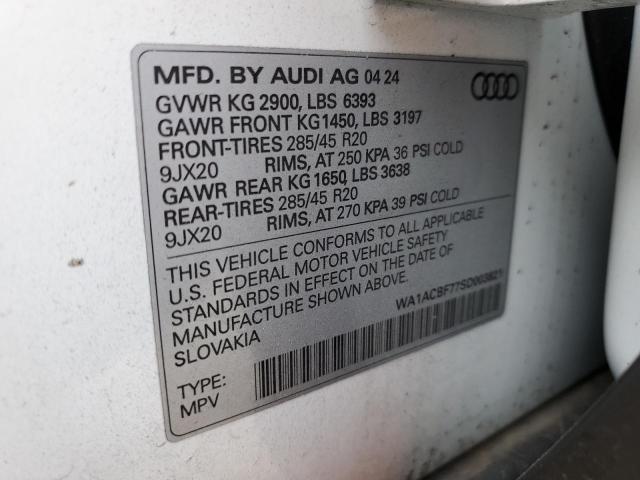 MFD. BY AUDI AG 04 24
GVWR KG 2900, LBS 6393
GAWR FRONT KG1450, LBS 3197
FRONT-TIRES 285/45 R20
9JX20 RIMS, AT 250 KPA 36 PSI COLD
GAWR REAR KG 1650, LBS 3638
REAR-TIRES 285/45 R20
9JX20 RIMS, AT 270 KPA 39 PSI COLD
THIS VEHICLE CONFORMS TO ALL APPLICABLE
U.S. FEDERAL MOTOR VEHICLE SAFETY
STANDARDS IN EFFECT ON THE DATE OF
MANUFACTURE SHOWN ABOVE.
SLOVAKIA
WA1ACBF77SD003821
TYPE:
MPV